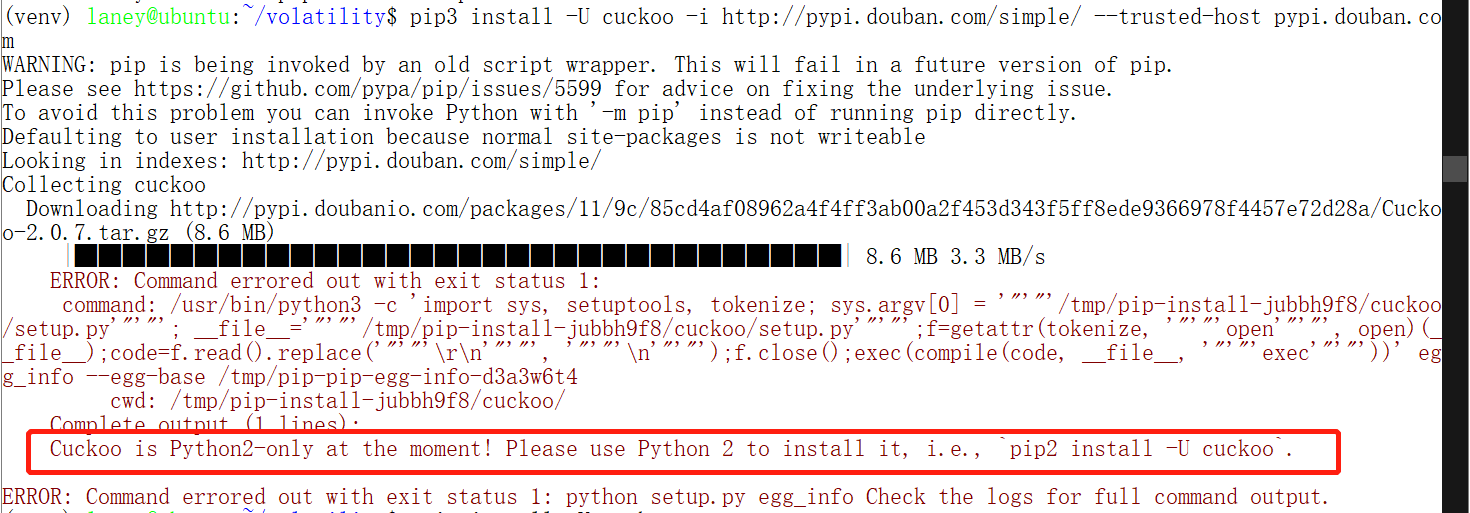 (venv) laney@ubuntu:~/volatility$ pip3 install -U cuckoo -i http://pypi.douban.com/simple/ --trusted-host pypi.douban.co
m
WARNING: pip is being invoked by an old script wrapper. This will fail in a future version of pip.
Please see https://github.com/pypa/pip/issues/5599 for advice on fixing the underlying issue.
To avoid this problem you can invoke Python with '-m pip' instead of running pip directly.
Defaulting to user installation because normal site-packages is not writeable
Looking in indexes: http://pypi.douban.com/simple/
Collecting cuckoo
  Downloading http://pypi.doubanio.com/packages/11/9c/85cd4af08962a4f4ff3ab00a2f453d343f5ff8ede9366978f4457e72d28a/Cucko
o-2.0.7.tar.gz (8.6 MB)
8.6 MB 3.3 MB/s
    ERROR: Command errored out with exit status 1:
     command: /usr/bin/python3 -c 'import sys, setuptools, tokenize; sys.argv[0] = '"'"'/tmp/pip-install-jubbh9f8/cuckoo
/setup.py'"'"'; __file__='"'"'/tmp/pip-install-jubbh9f8/cuckoo/setup.py'"'"';f=getattr(tokenize, '"'"'open'"'"', open)(_
_file__);code=f.read().replace('"'"'\r\n'"'"', '"'"'\n'"'"');f.close();exec(compile(code, __file__, '"'"'exec'"'"'))' eg
g_info --egg-base /tmp/pip-pip-egg-info-d3a3w6t4
         cwd: /tmp/pip-install-jubbh9f8/cuckoo/
    Complete output (1 lines):
    Cuckoo is Python2-only at the moment! Please use Python 2 to install it, i.e., `pip2 install -U cuckoo`.
ERROR: Command errored out with exit status 1: python setup.py egg_info Check the logs for full command output.